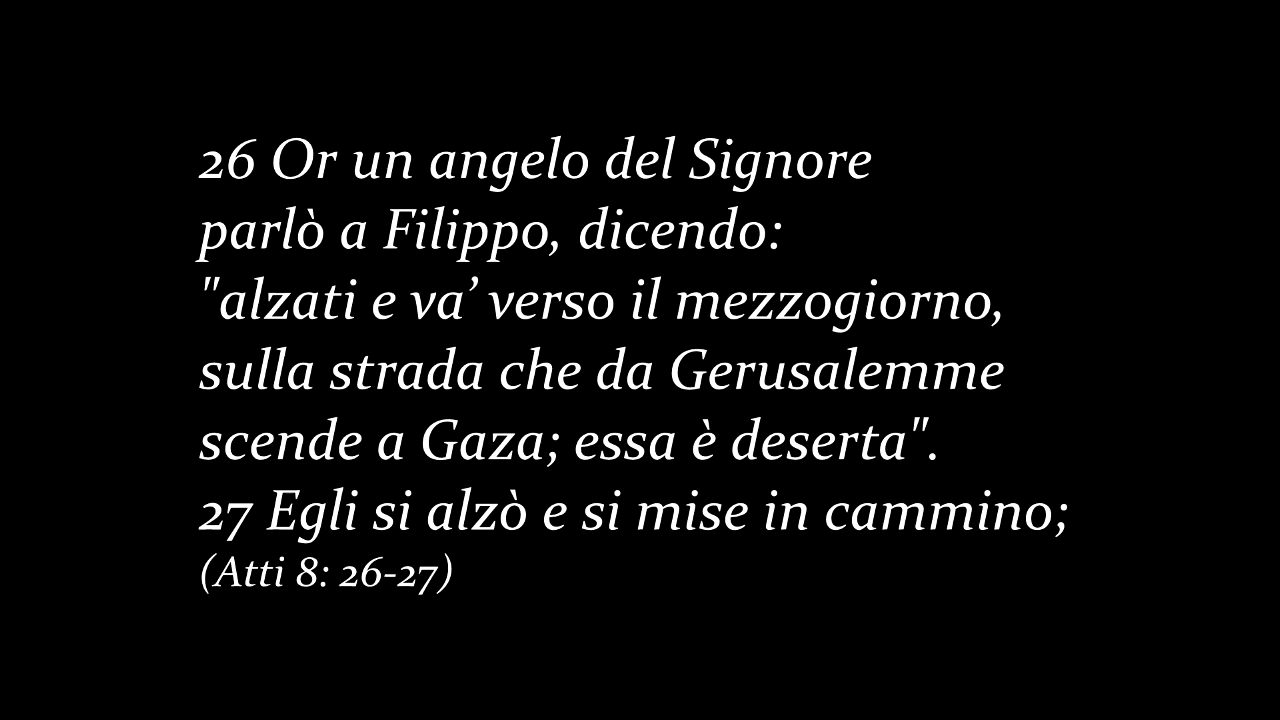 26 Or un angelo del Signore
parlò a Filippo, dicendo:
"alzati e va’ verso il mezzogiorno,
sulla strada che da Gerusalemme
scende a Gaza; essa è deserta".
27 Egli si alzò e si mise in cammino;
(Atti 8: 26-27)